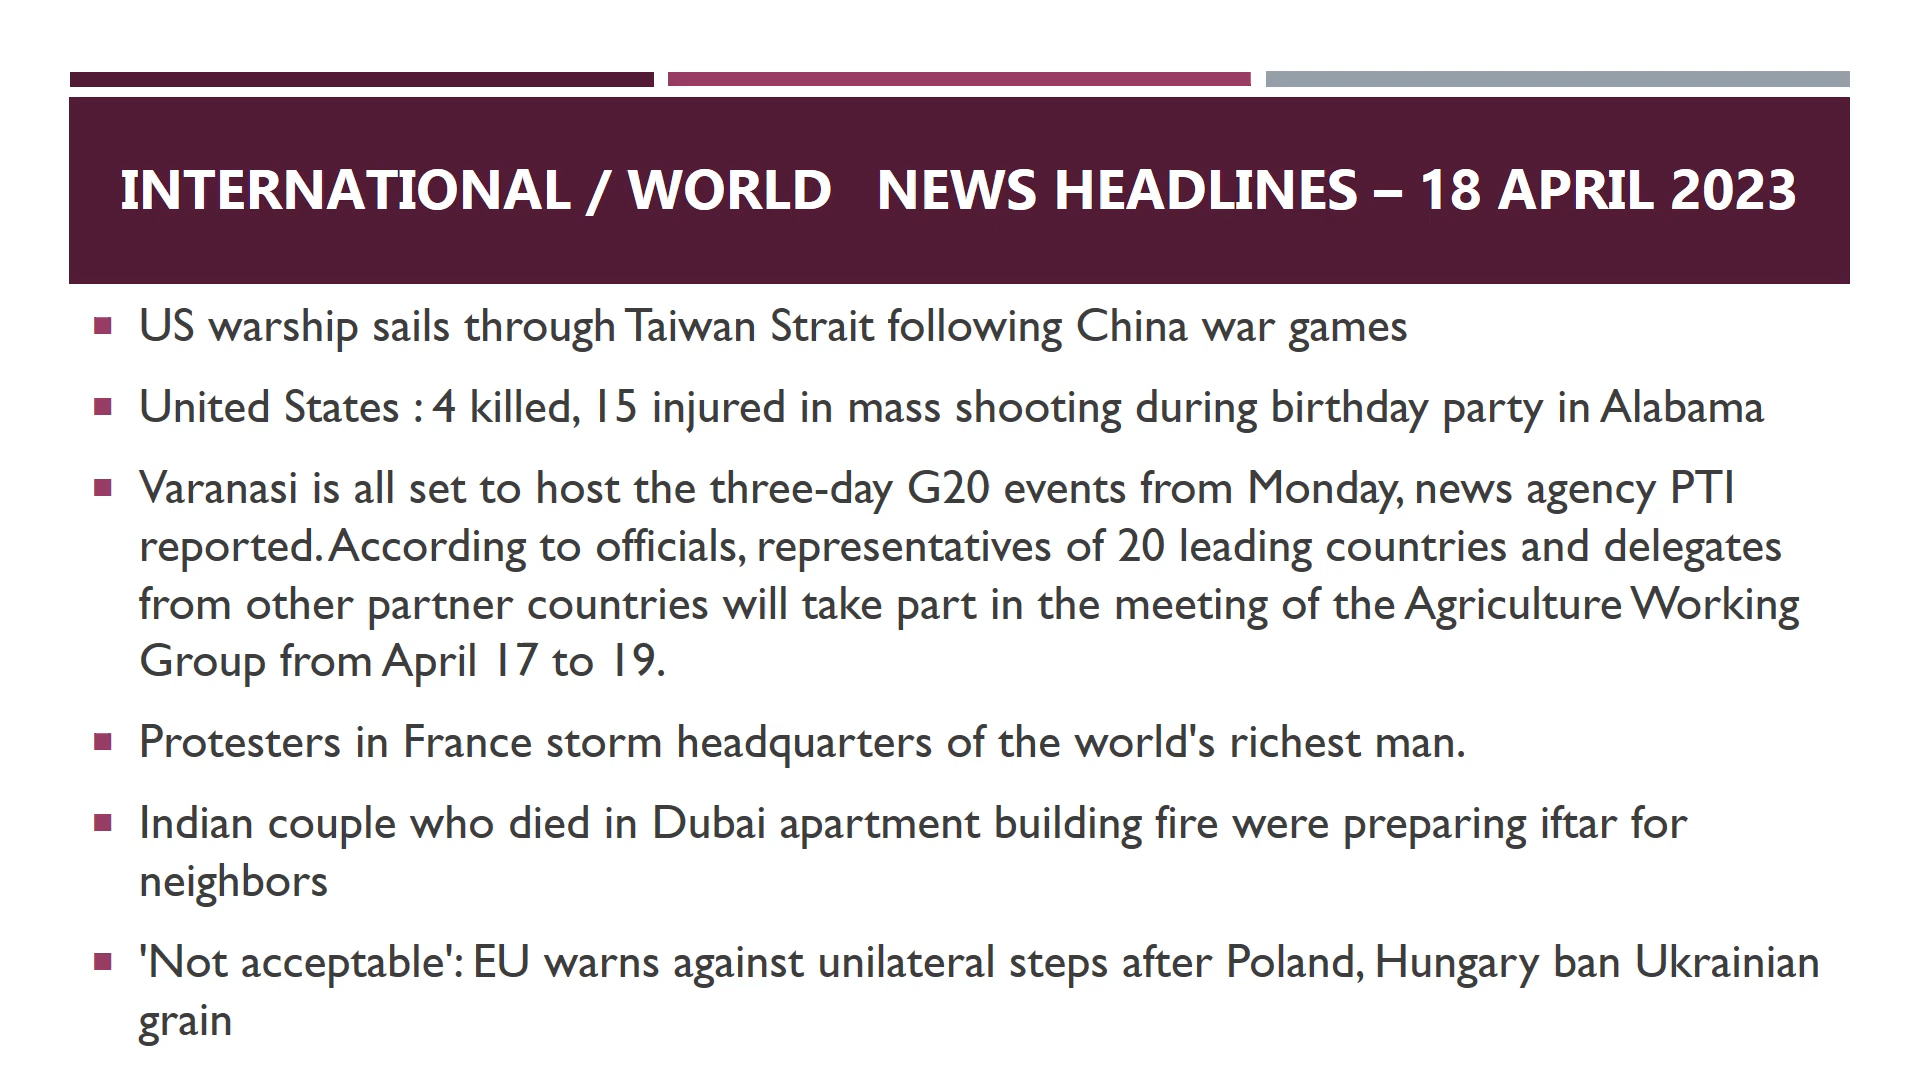 INTERNATIONAL / WORLD NEWS HEADLINES – 18 APRIL 2023
US warship sails through Taiwan Strait following China war games
United States : 4 killed, 15 injured in mass shooting during birthday party in Alabama
Varanasi is all set to host the three-day G20 events from Monday, news agency PTI
reported. According to officials, representatives of 20 leading countries and delegates
from other partner countries will take part in the meeting of the Agriculture Working
Group from April 17 to 19.
Protesters in France storm headquarters of the world's richest man.
Indian couple who died in Dubai apartment building fire were preparing iftar for
neighbors
'Not acceptable': EU warns against unilateral steps after Poland, Hungary ban Ukrainian
grain